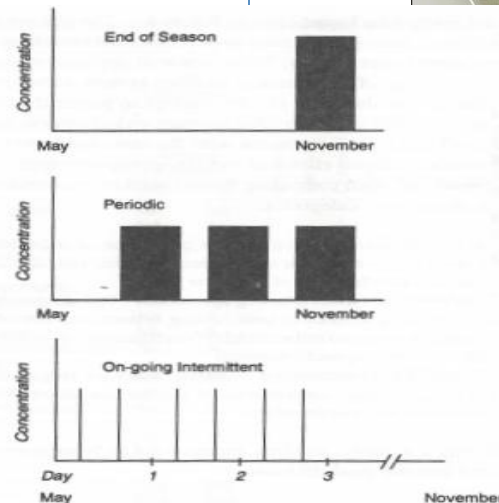 End of Season
Concentration
May November
Periodic
Concentration
May November
On-going Intermittent
Concentration
Day 1 2 3
May November